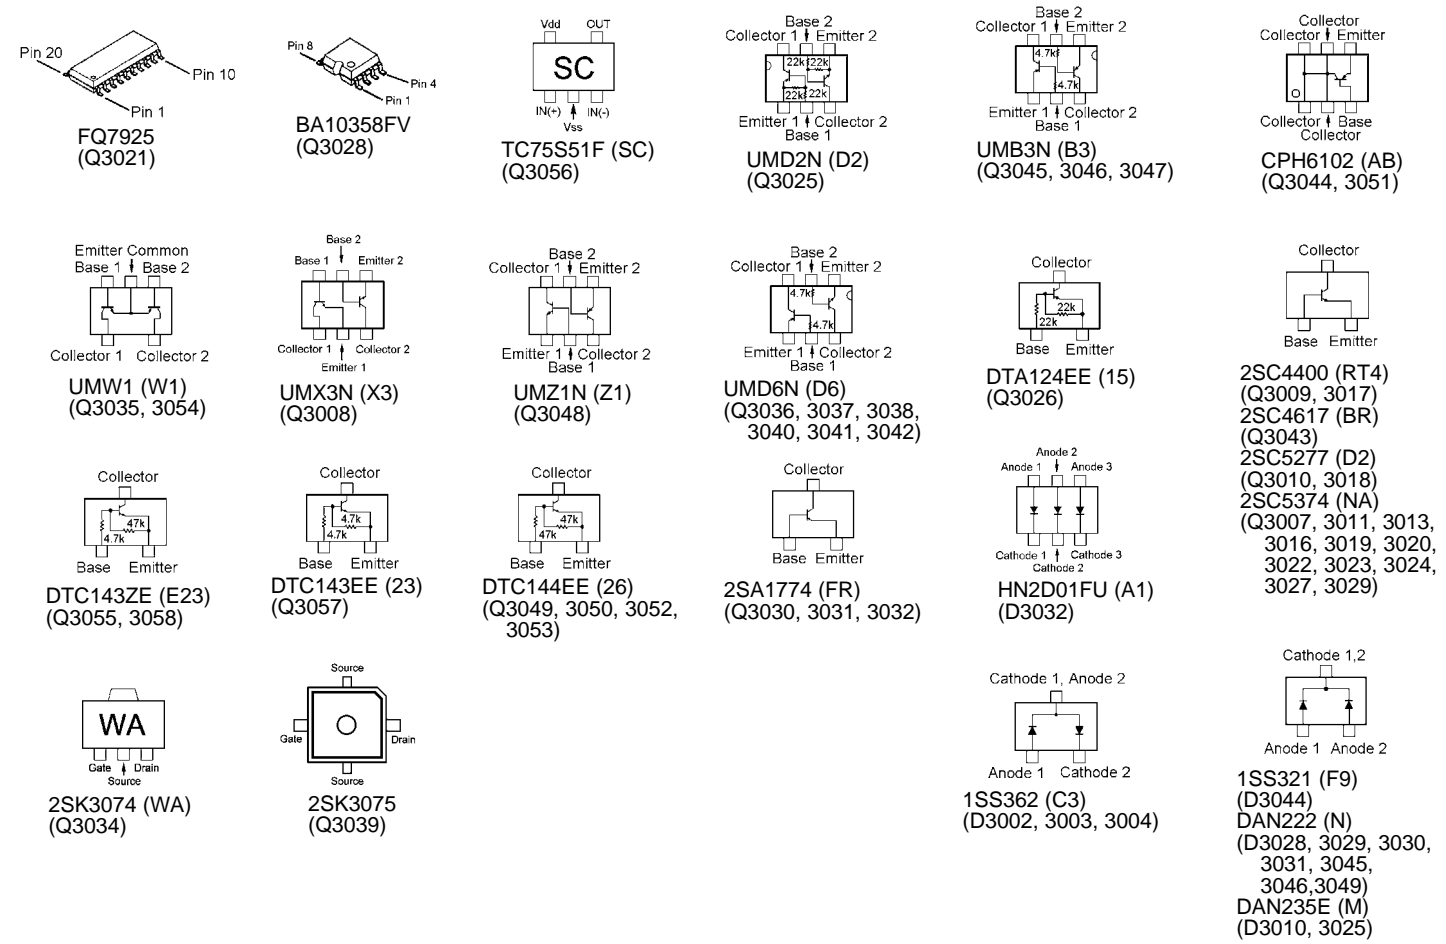 Pin 20
Pin 10
Pin 1
FQ7925
(Q3021)
Pin 8
Pin 4
Pin 1
BA10358FV
(Q3028)
Vdd OUT
SC
IN(+) IN(-)
Vss
TC75S51F (SC)
(Q3056)
Base 2
Collector 1 Emitter 2
22k 22k
22k 22k
Emitter 1 Collector 2
Base 1
UMD2N (D2)
(Q3025)
Base 2
Collector 1 Emitter 2
4.7k
4.7k
Emitter 1 Collector 2
Base 1
UMB3N (B3)
(Q3045, 3046, 3047)
Collector
Collector Emitter
Collector Base
Collector
CPH6102 (AB)
(Q3044, 3051)
Emitter Common
Base 1 Base 2
Collector 1 Collector 2
UMW1 (W1)
(Q3035, 3054)
Base 2
Base 1 Emitter 2
Collector 1 Collector 2
Emitter 1
UMX3N (X3)
(Q3008)
Base 2
Collector 1 Emitter 2
Emitter 1 Collector 2
Base 1
UMZ1N (Z1)
(Q3048)
Base 2
Collector 1 Emitter 2
4.7k
4.7k
Emitter 1 Collector 2
Base 1
UMD6N (D6)
(Q3036, 3037, 3038,
3040, 3041, 3042)
Collector
22k
22k
Base Emitter
DTA124EE (15)
(Q3026)
Collector
Base Emitter
2SC4400 (RT4)
(Q3009, 3017)
2SC4617 (BR)
(Q3043)
2SC5277 (D2)
(Q3010, 3018)
2SC5374 (NA)
(Q3007, 3011, 3013,
3016, 3019, 3020,
3022, 3023, 3024,
3027, 3029)
Collector
47k
4.7k
Base Emitter
DTC143ZE (E23)
(Q3055, 3058)
Collector
4.7k
4.7k
Base Emitter
DTC143EE (23)
(Q3057)
Collector
47k
47k
Base Emitter
DTC144EE (26)
(Q3049, 3050, 3052,
3053)
Collector
Base Emitter
2SA1774 (FR)
(Q3030, 3031, 3032)
Anode 2
Anode 1 Anode 3
Cathode 1 Cathode 3
Cathode 2
HN2D01FU (A1)
(D3032)
WA
Gate Drain
Source
2SK3074 (WA)
(Q3034)
Source
Gate Drain
Source
2SK3075
(Q3039)
Cathode 1, Anode 2
Anode 1 Cathode 2
1SS362 (C3)
(D3002, 3003, 3004)
Cathode 1,2
Anode 1 Anode 2
1SS321 (F9)
(D3044)
DAN222 (N)
(D3028, 3029, 3030,
3031, 3045,
3046,3049)
DAN235E (M)
(D3010, 3025)